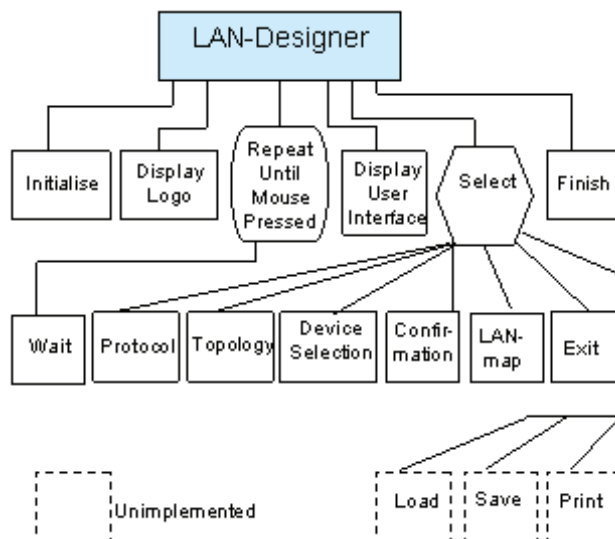 LAN-Designer
Initialise
Display
Logo
Repeat
Until
Mouse
Pressed
Display
User
Interface
Select
Finish
Wait
Protocol
Topology
Device
Selection
Confir-
mation
LAN-
map
Exit
Unimplemented
Load
Save
Print